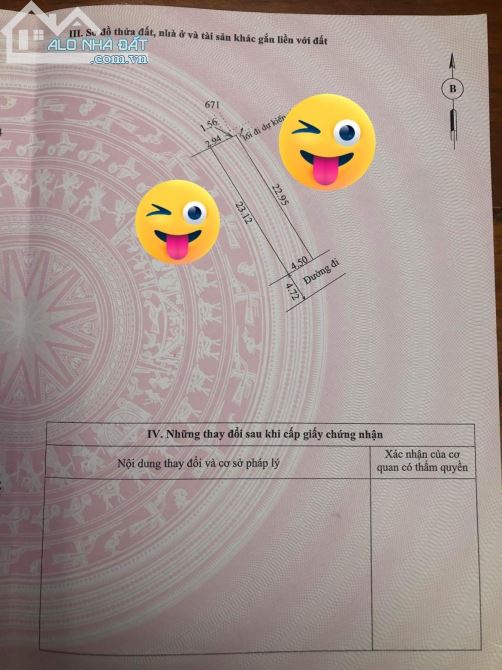 ALO NHÀ ĐẤT
.com.vn
III. Sơ đồ thửa đất, nhà ở và tài sản khác gắn liền với đất
B
671
1.56
2.94
lối đi dự kiến
22.95
23.12
4.50
4.72
Đường đi
IV. Những thay đổi sau khi cấp giấy chứng nhận
Nội dung thay đổi và cơ sở pháp lý
Xác nhận của cơ
quan có thẩm quyền